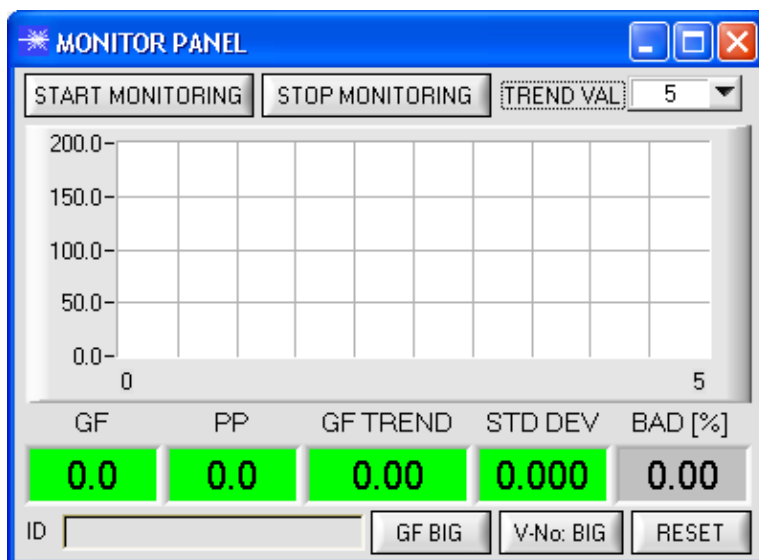 MONITOR PANEL
START MONITORING STOP MONITORING TREND VAL 5
200.0
150.0
100.0
50.0
0.0
0 5
GF PP GF TREND STD DEV BAD [%]
0.0 0.0 0.00 0.000 0.00
ID GF BIG V-No: BIG RESET